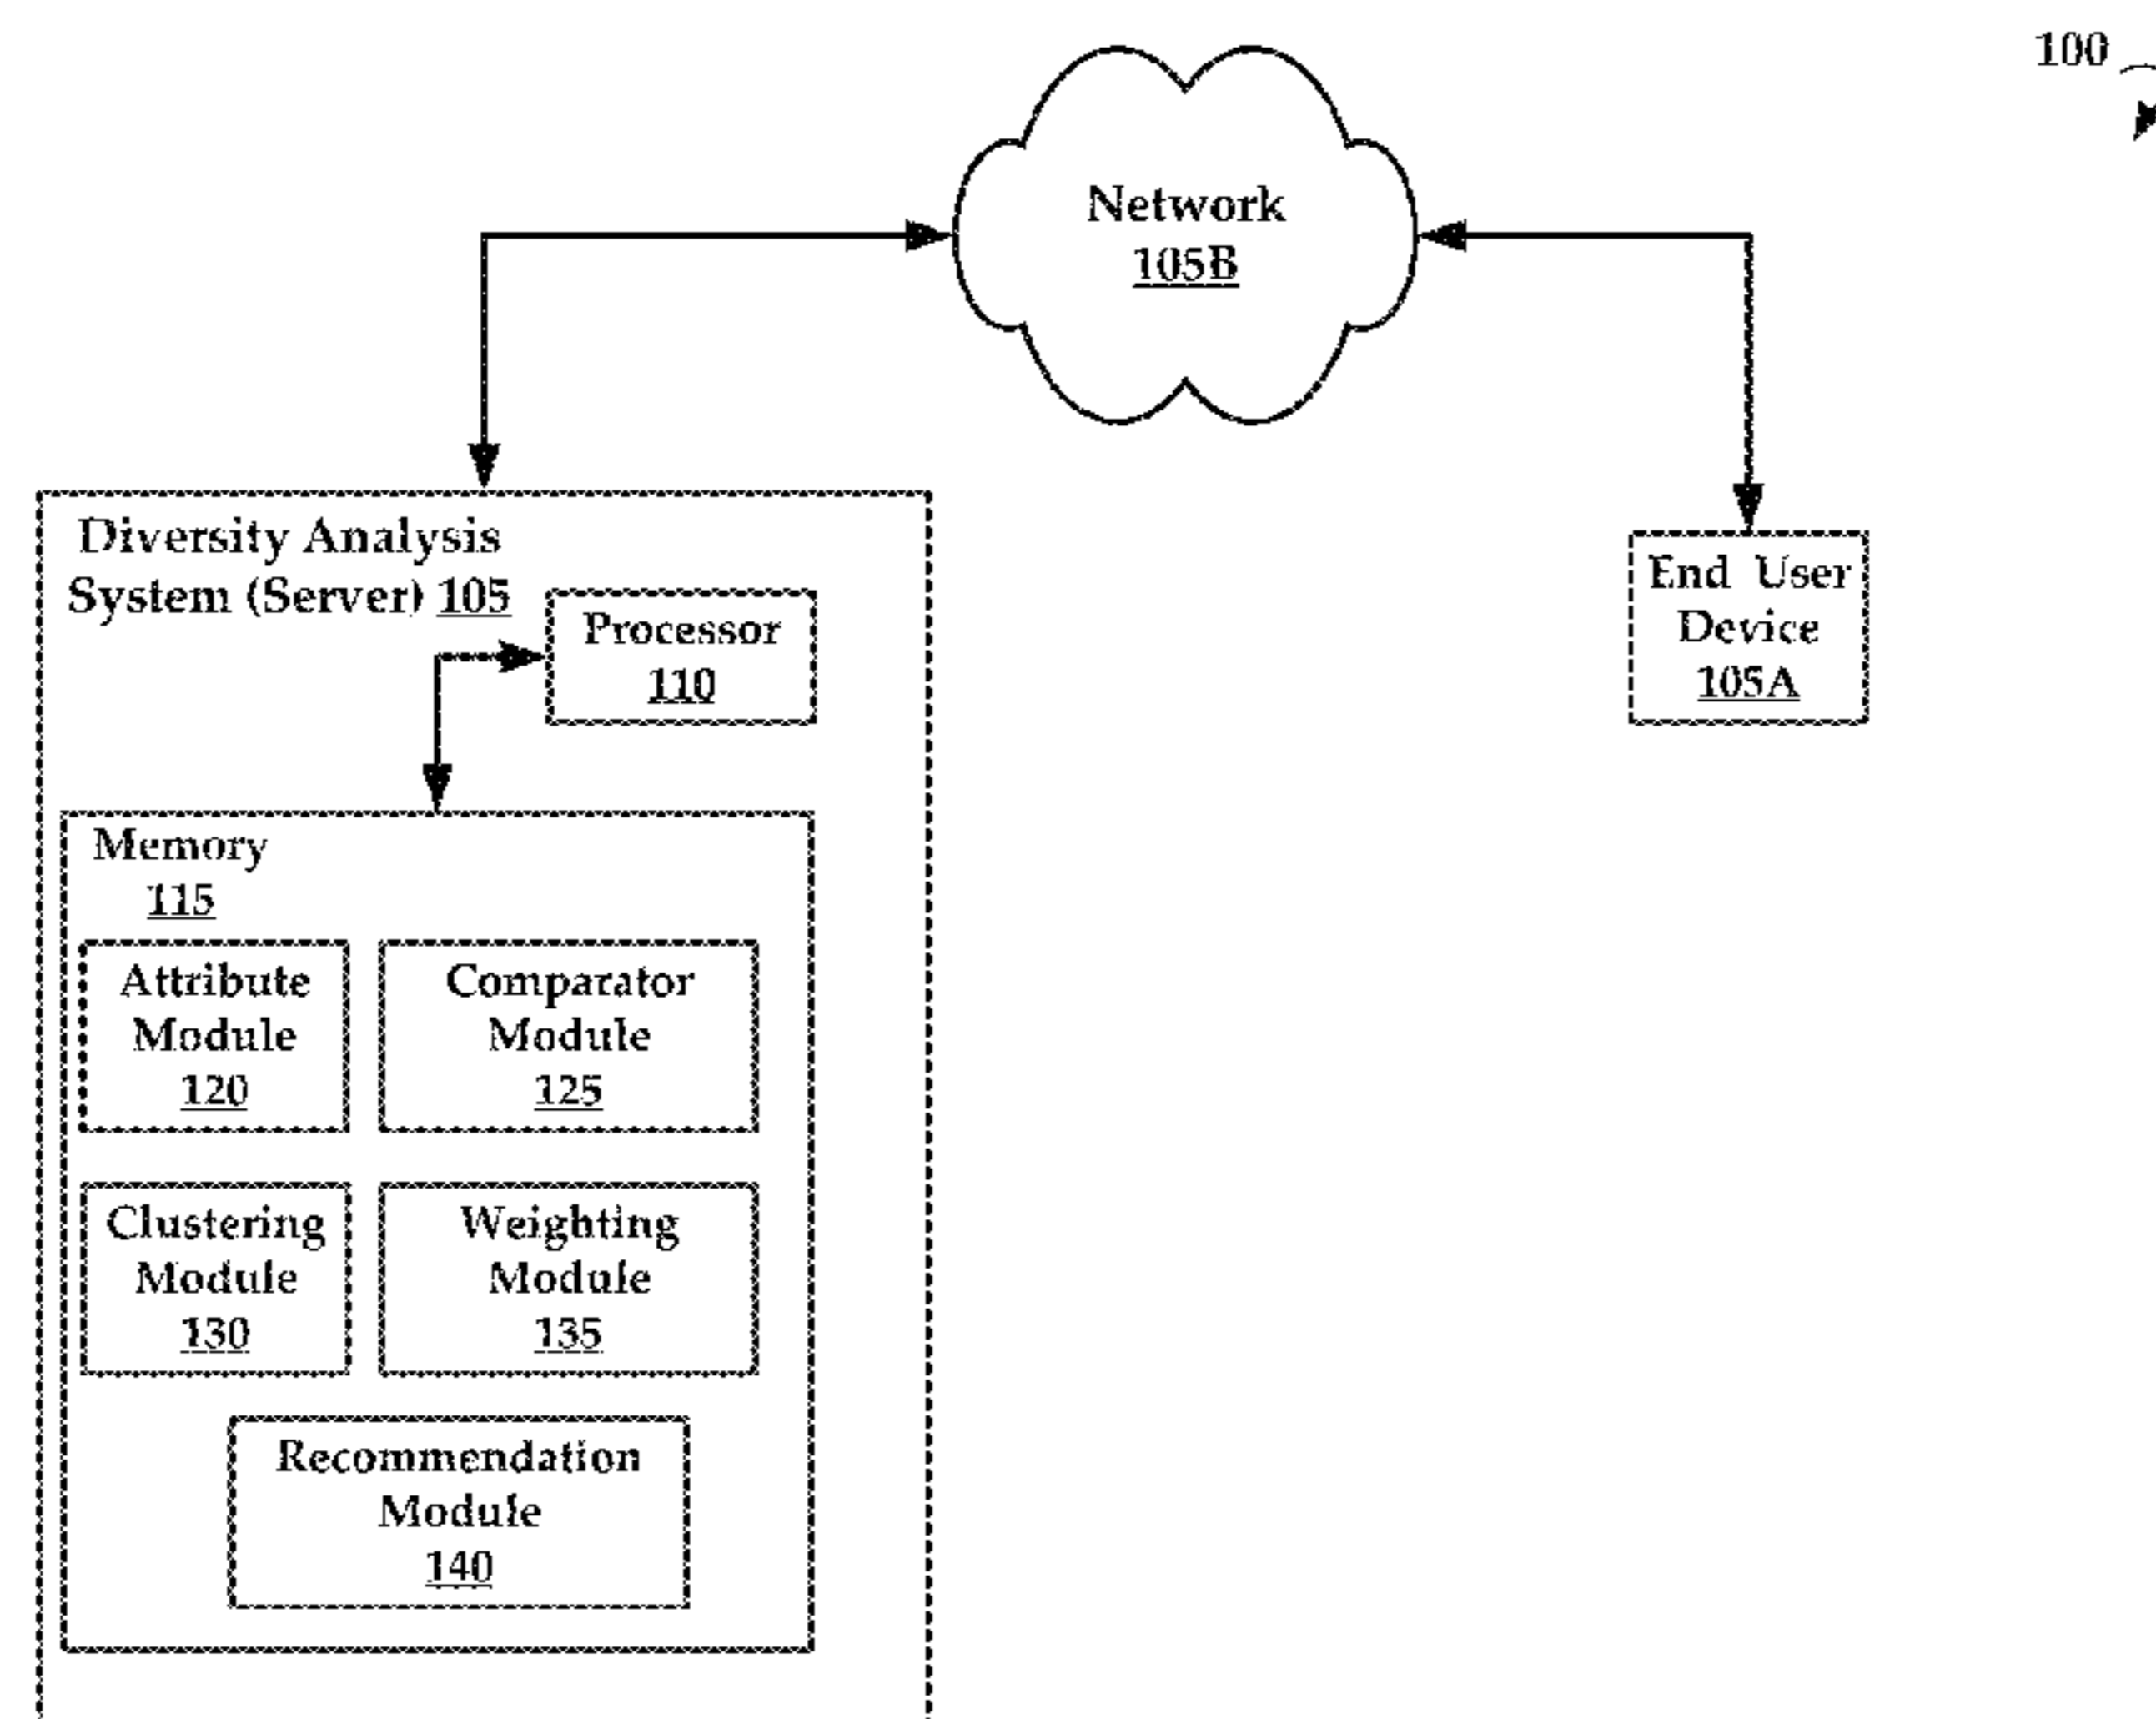 100
Network
105B
Diversity Analysis
System (Server) 105
Processor
110
End User
Device
105A
Memory
115
Attribute
Module
120
Comparator
Module
125
Clustering
Module
130
Weighting
Module
135
Recommendation
Module
140